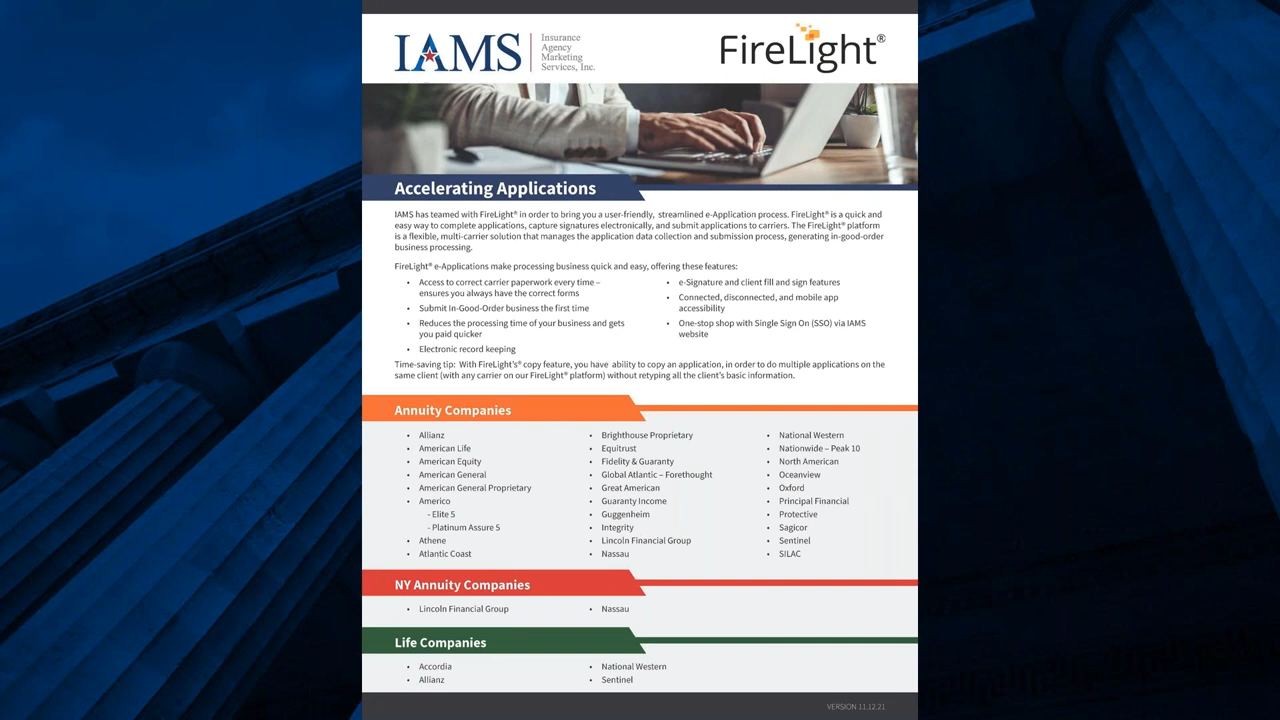 IAMS
Insurance
Agency
Marketing
Services, Inc.
FireLight®
Accelerating Applications
IAMS has teamed with FireLight® in order to bring you a user-friendly, streamlined e-Application process. FireLight® is a quick and
easy way to complete applications, capture signatures electronically, and submit applications to carriers. The FireLight® platform
is a flexible, multi-carrier solution that manages the application data collection and submission process, generating in-good-order
business processing.
FireLight® e-Applications make processing business quick and easy, offering these features:
• Access to correct carrier paperwork every time –
ensures you always have the correct forms
• Submit In-Good-Order business the first time
• Reduces the processing time of your business and gets
you paid quicker
• Electronic record keeping
• e-Signature and client fill and sign features
• Connected, disconnected, and mobile app
accessibility
• One-stop shop with Single Sign On (SSO) via IAMS
website
Time-saving tip: With FireLight's® copy feature, you have ability to copy an application, in order to do multiple applications on the
same client (with any carrier on our FireLight® platform) without retyping all the client's basic information.
Annuity Companies
• Allianz
• American Life
• American Equity
• American General
• American General Proprietary
• Americo
- Elite 5
- Platinum Assure 5
• Athene
• Atlantic Coast
• Brighthouse Proprietary
• Equitrust
• Fidelity & Guaranty
• Global Atlantic – Forethought
• Great American
• Guaranty Income
• Guggenheim
• Integrity
• Lincoln Financial Group
• Nassau
• National Western
• Nationwide – Peak 10
• North American
• Oceanview
• Oxford
• Principal Financial
• Protective
• Sagicor
• Sentinel
• SILAC
NY Annuity Companies
• Lincoln Financial Group
• Nassau
Life Companies
• Accordia
• Allianz
• National Western
• Sentinel
VERSION 11.12.21